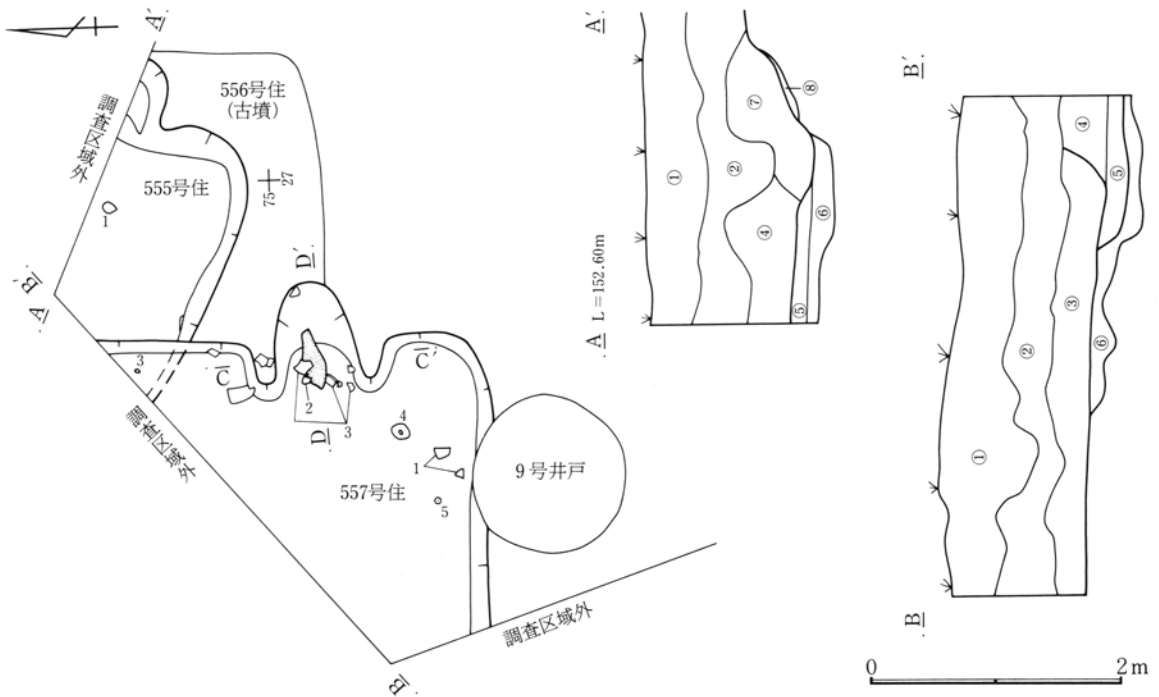 A′
調査区域外
556号住
(古墳)
555号住
75
27
1
A
B′
D′
3
C
C′
2
D
3
4
1
5
557号住
9号井戸
調査区域外
調査区域外
B
A′
①
②
⑦
⑧
④
⑥
⑤
A L=152.60m
B′
④
⑤
②
③
⑥
①
B
0 2m